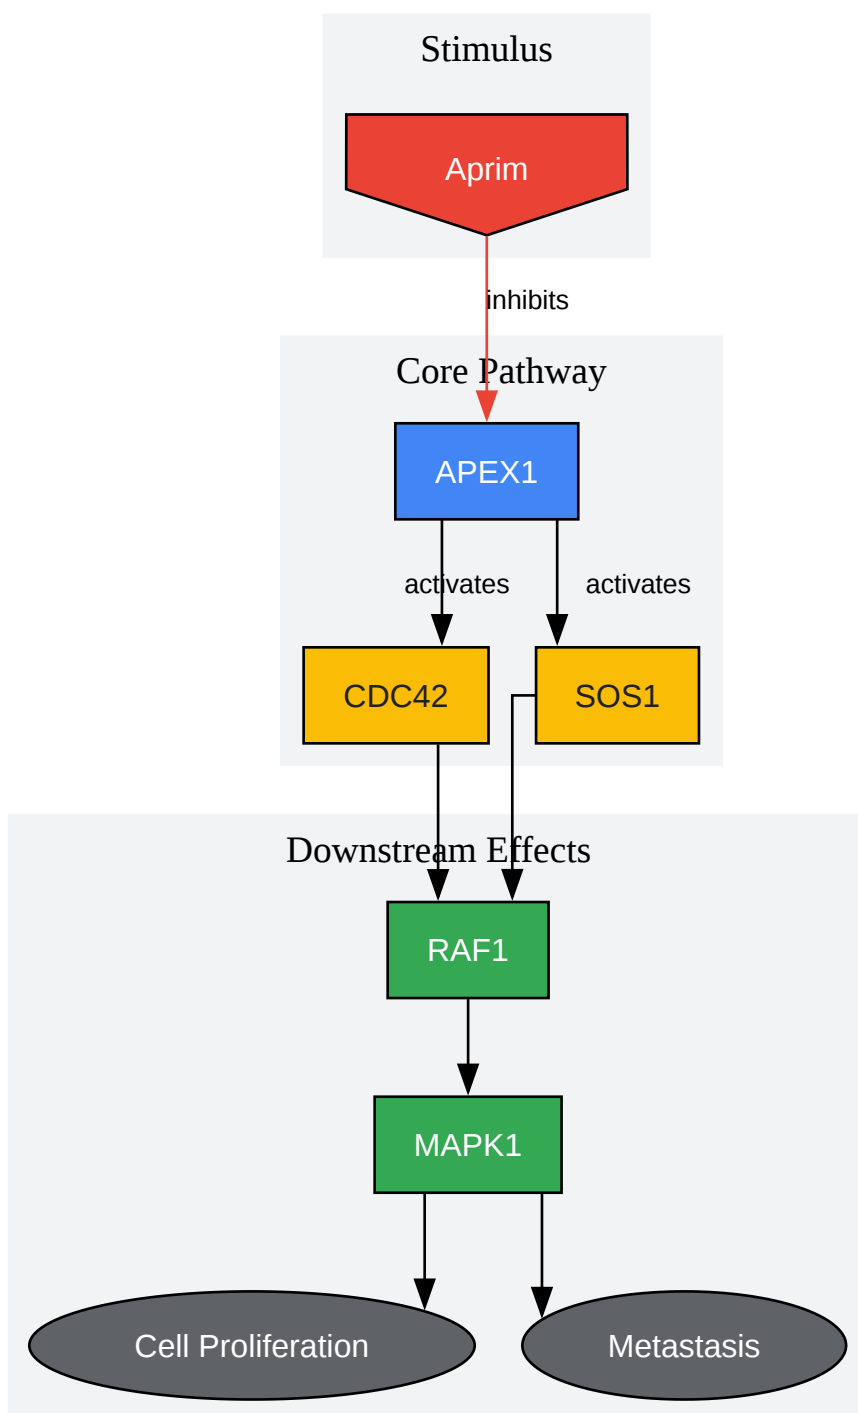 Stimulus
Aprim
inhibits
Core Pathway
APEX1
activates
activates
CDC42
SOS1
Downstream Effects
RAF1
MAPK1
Cell Proliferation
Metastasis